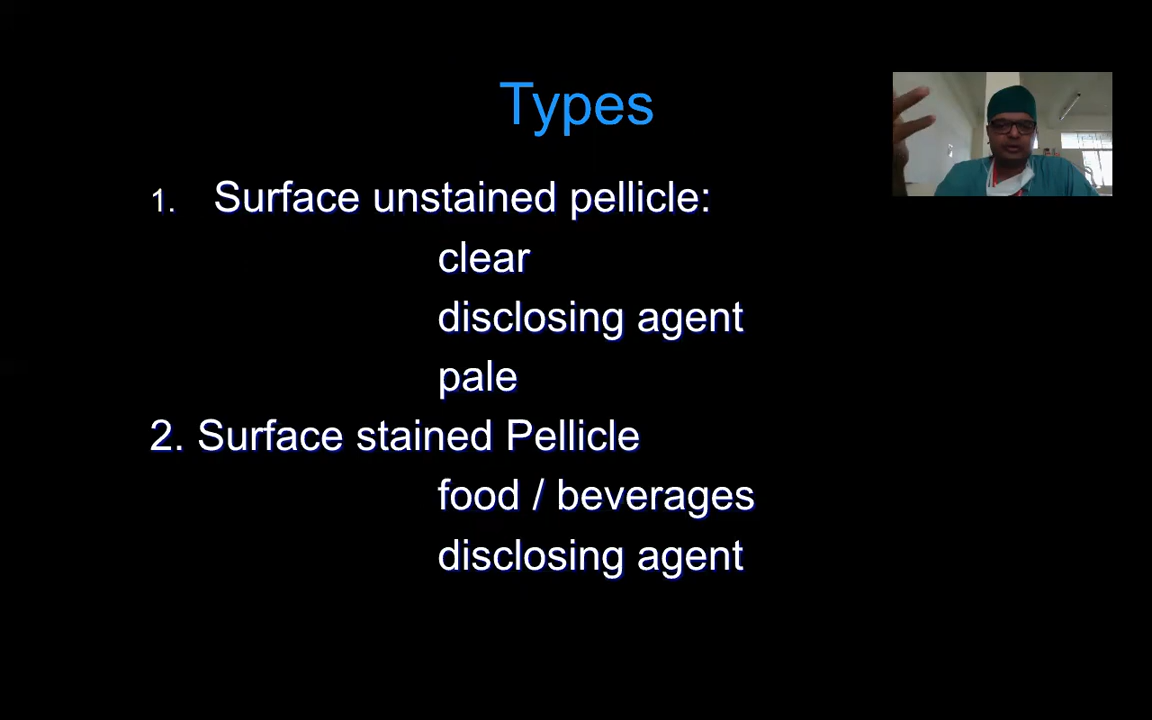 Types
1. Surface unstained pellicle:
clear
disclosing agent
pale
2. Surface stained Pellicle
food / beverages
disclosing agent